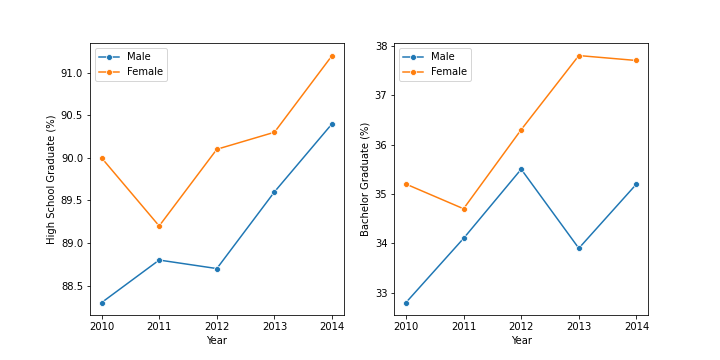 Male
Female
High School Graduate (%)
91.0
90.5
90.0
89.5
89.0
88.5
2010 2011 2012 2013 2014
Year
Male
Female
Bachelor Graduate (%)
38
37
36
35
34
33
2010 2011 2012 2013 2014
Year